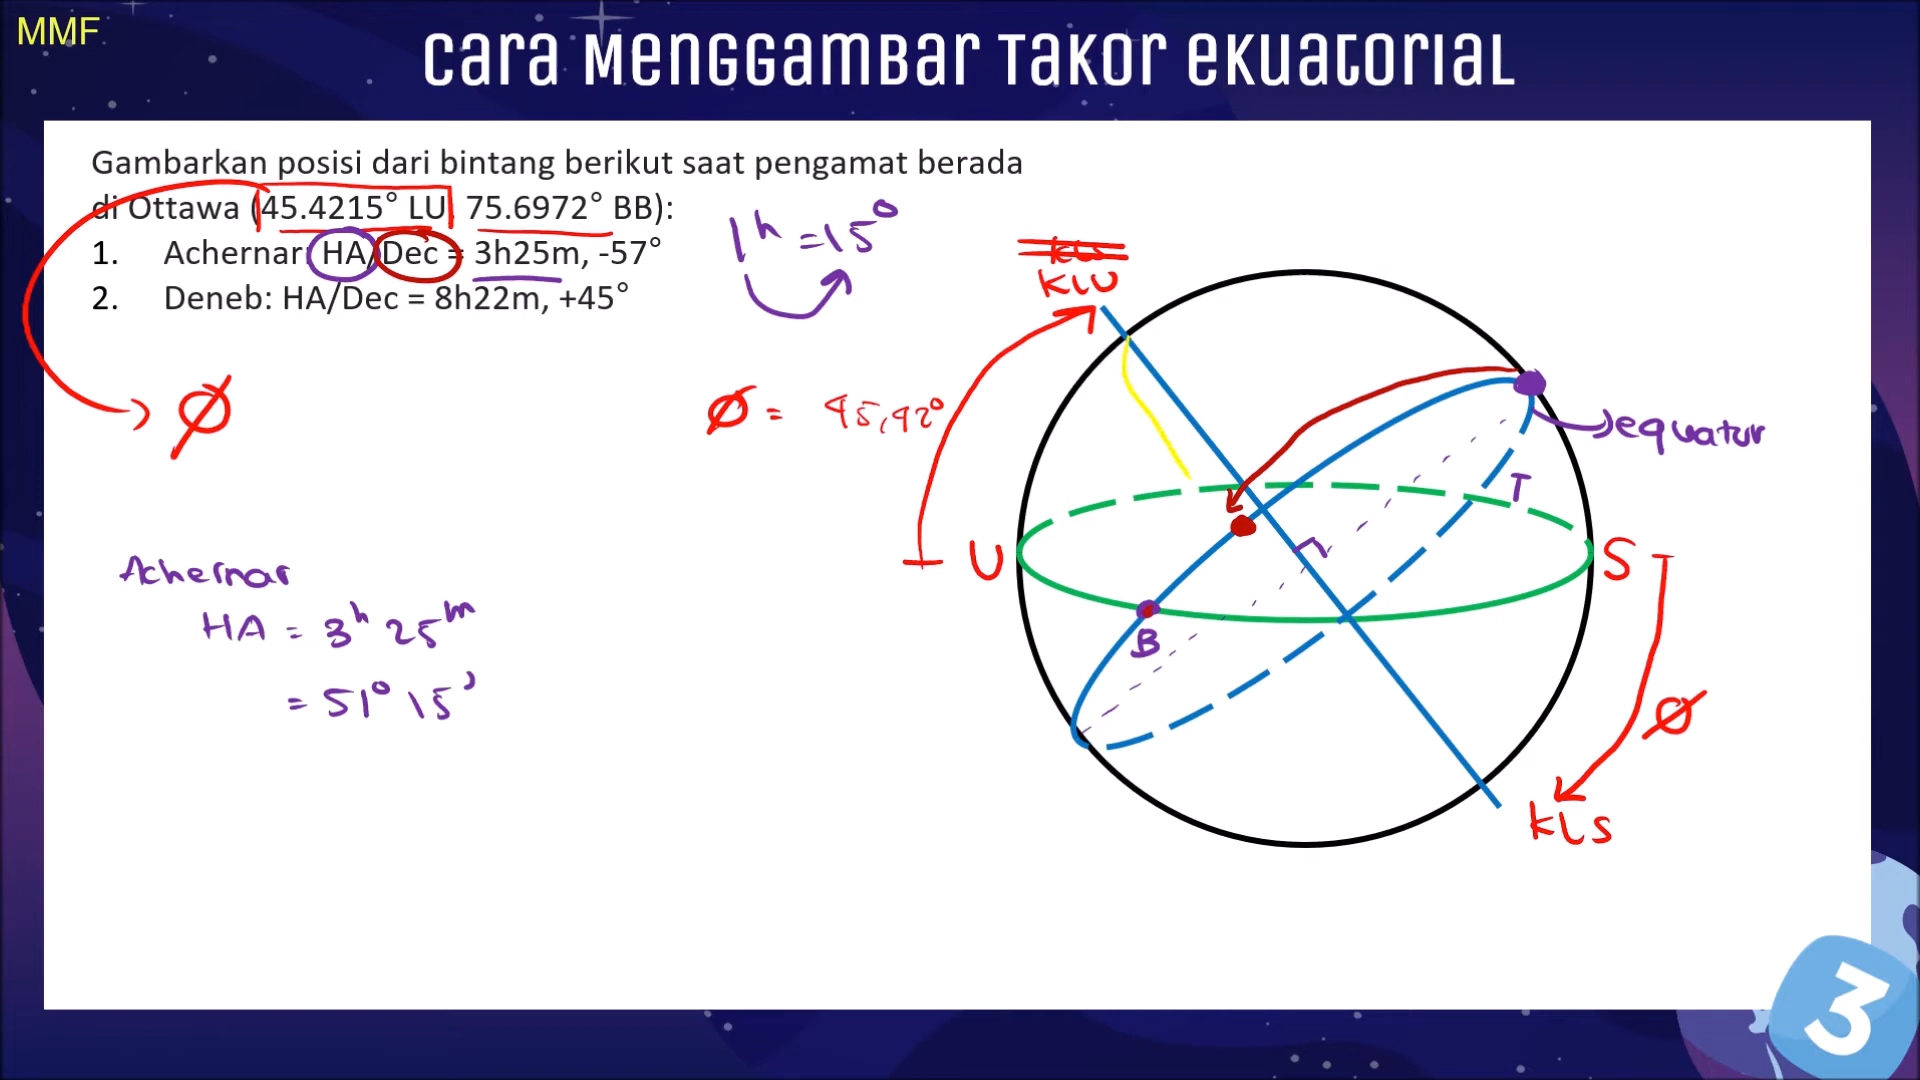 MMF
Cara Menggambar Takor Ekuatorial
Gambarkan posisi dari bintang berikut saat pengamat berada
di Ottawa (45.4215° LU, 75.6972° BB):
1. Achernar: HA/Dec = 3h25m, -57°
2. Deneb: HA/Dec = 8h22m, +45°
1h = 15°
KLU
Ø
Ø = 45,42°
equatur
T
U
S
B
Achernar
HA = 3h 25m
= 51° 15'
Ø
KLS
3